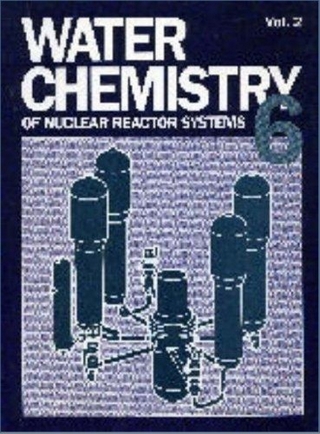 Vol. 2
WATER
CHEMISTRY
OF NUCLEAR REACTOR SYSTEMS
6